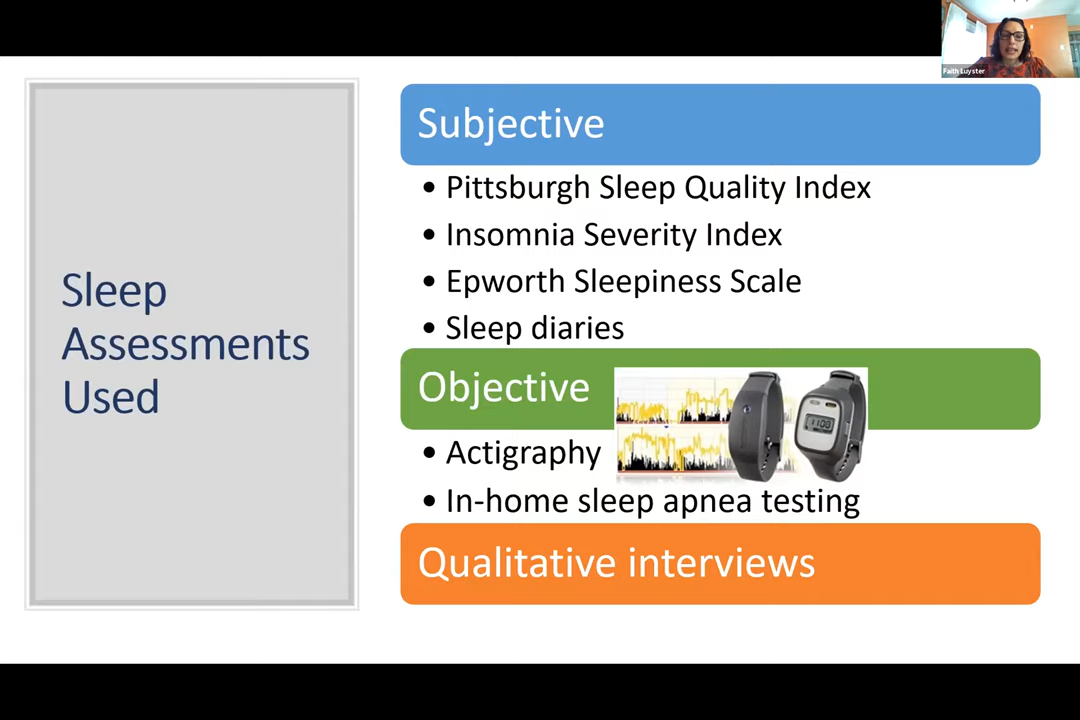 Faith Luyster
Subjective
• Pittsburgh Sleep Quality Index
• Insomnia Severity Index
• Epworth Sleepiness Scale
• Sleep diaries
Sleep
Assessments
Used
Objective
• Actigraphy
• In-home sleep apnea testing
Qualitative interviews